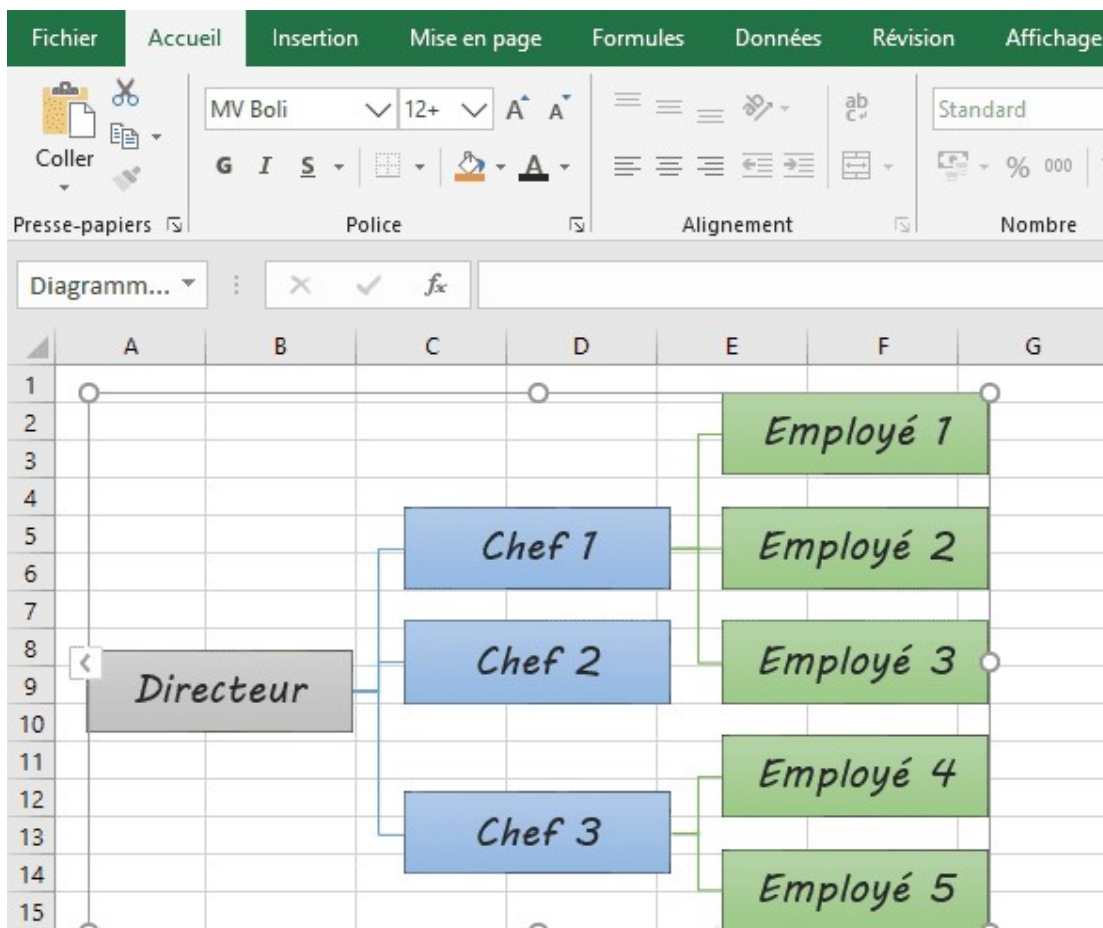 Fichier Accueil Insertion Mise en page Formules Données Révision Affichage
MV Boli 12+ A A ab c Standard
Coller G I S A % 000
Presse-papiers Police Alignement Nombre
Diagramm... fx
A B C D E F G
1
2 Employé 1
3
4
5 Chef 1 Employé 2
6
7
8 Chef 2 Employé 3
9 Directeur
10
11 Employé 4
12
13 Chef 3
14
15 Employé 5